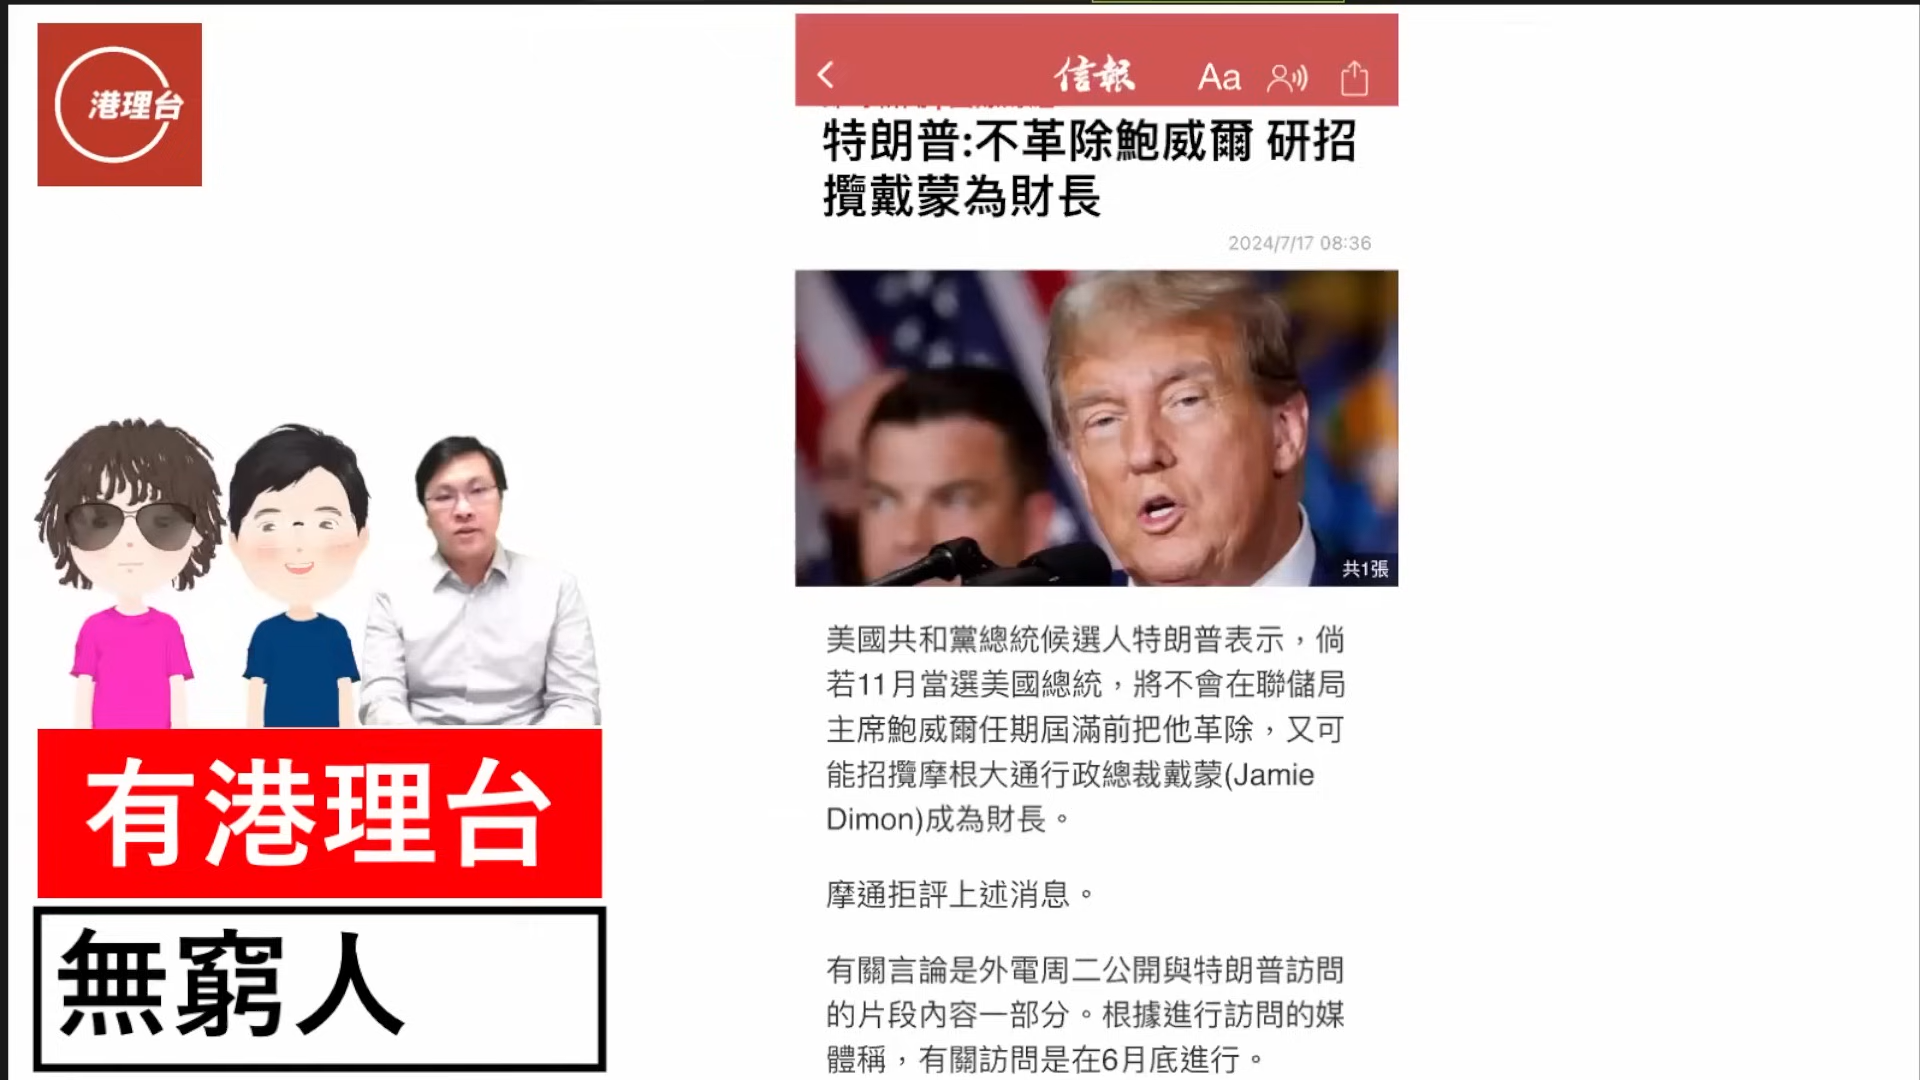 港理台
有港理台
無窮人
信報
Aa
特朗普:不革除鮑威爾 研招
攬戴蒙為財長
2024/7/17 08:36
共1張
美國共和黨總統候選人特朗普表示，倘
若11月當選美國總統，將不會在聯儲局
主席鮑威爾任期屆滿前把他革除，又可
能招攬摩根大通行政總裁戴蒙(Jamie
Dimon)成為財長。
摩通拒評上述消息。
有關言論是外電周二公開與特朗普訪問
的片段內容一部分。根據進行訪問的媒
體稱，有關訪問是在6月底進行。